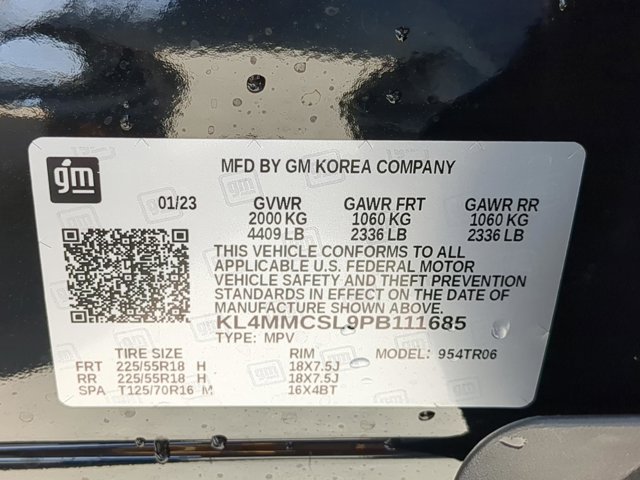 gm
MFD BY GM KOREA COMPANY
01/23 GVWR GAWR FRT GAWR RR
2000 KG 1060 KG 1060 KG
4409 LB 2336 LB 2336 LB
THIS VEHICLE CONFORMS TO ALL
APPLICABLE U.S. FEDERAL MOTOR
VEHICLE SAFETY AND THEFT PREVENTION
STANDARDS IN EFFECT ON THE DATE OF
MANUFACTURE SHOWN ABOVE.
KL4MMCSL9PB111685
TYPE: MPV
TIRE SIZE RIM MODEL: 954TR06
FRT 225/55R18 H 18X7.5J
RR 225/55R18 H 18X7.5J
SPA T125/70R16 M 16X4BT